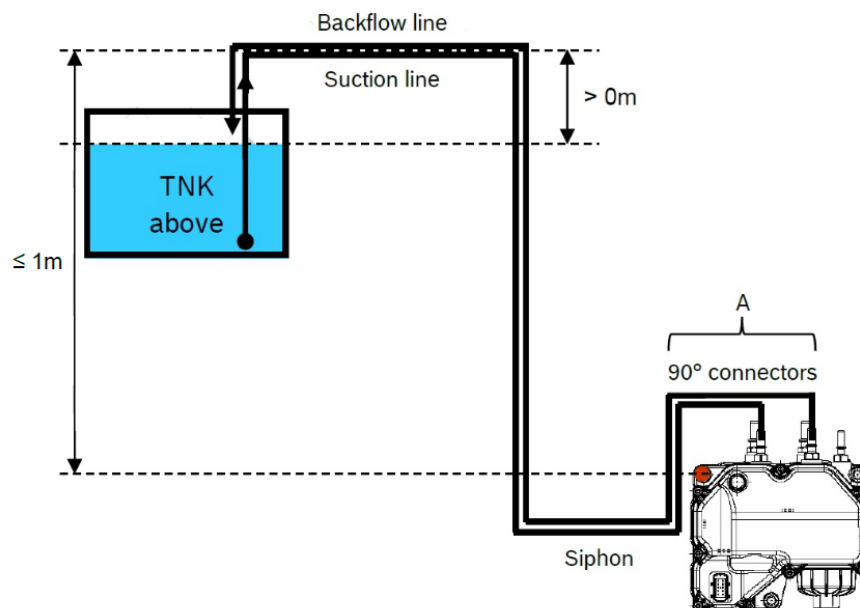 Backflow line
Suction line
> 0m
TNK
above
≤ 1m
A
90° connectors
Siphon